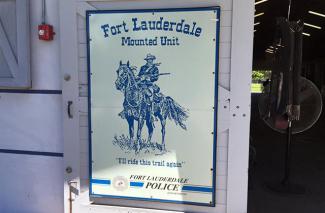 Fort Lauderdale
Mounted Unit
"I'll ride this trail again"
FORT LAUDERDALE
POLICE